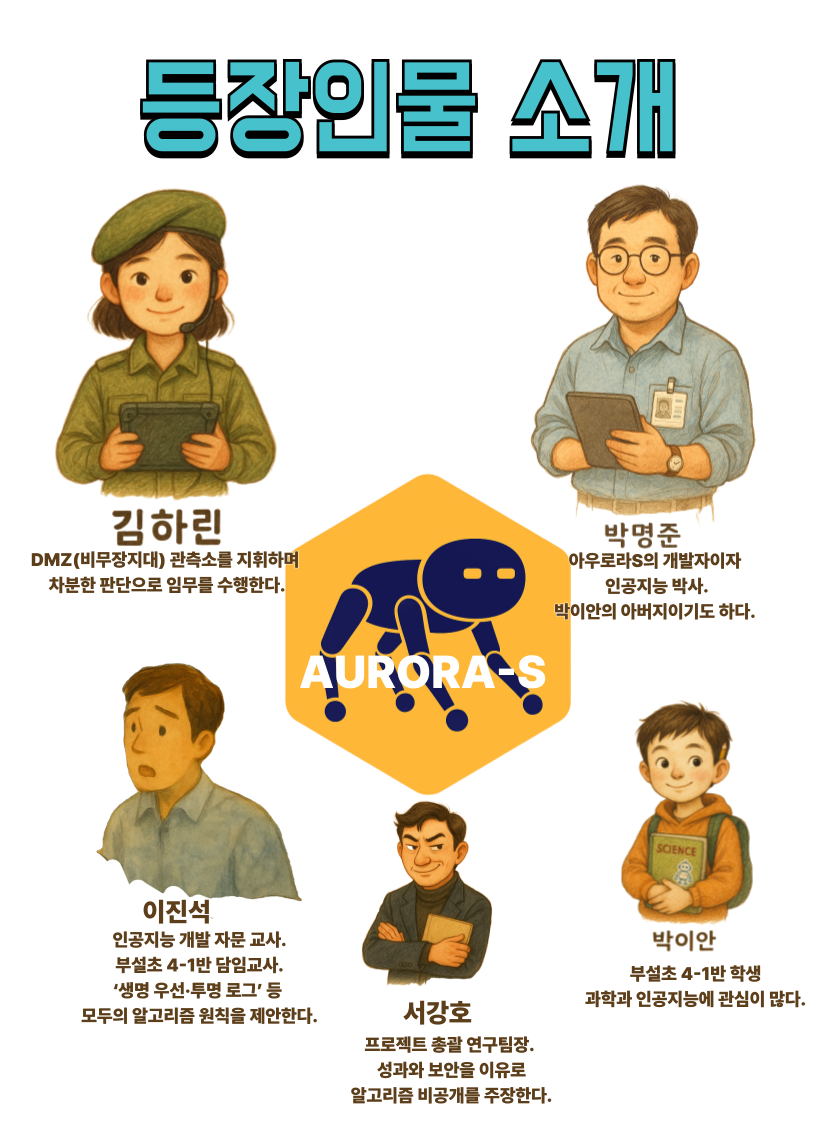 등장인물 소개
김하린
DMZ(비무장지대) 관측소를 지휘하며
차분한 판단으로 임무를 수행한다.
박명준
아우로라S의 개발자이자
인공지능 박사.
박이안의 아버지이기도 하다.
AURORA-S
이진석
인공지능 개발 자문 교사.
부설초 4-1반 담임교사.
‘생명 우선·투명 로그’ 등
모두의 알고리즘 원칙을 제안한다.
서강호
프로젝트 총괄 연구팀장.
성과와 보안을 이유로
알고리즘 비공개를 주장한다.
SCIENCE
박이안
부설초 4-1반 학생
과학과 인공지능에 관심이 많다.